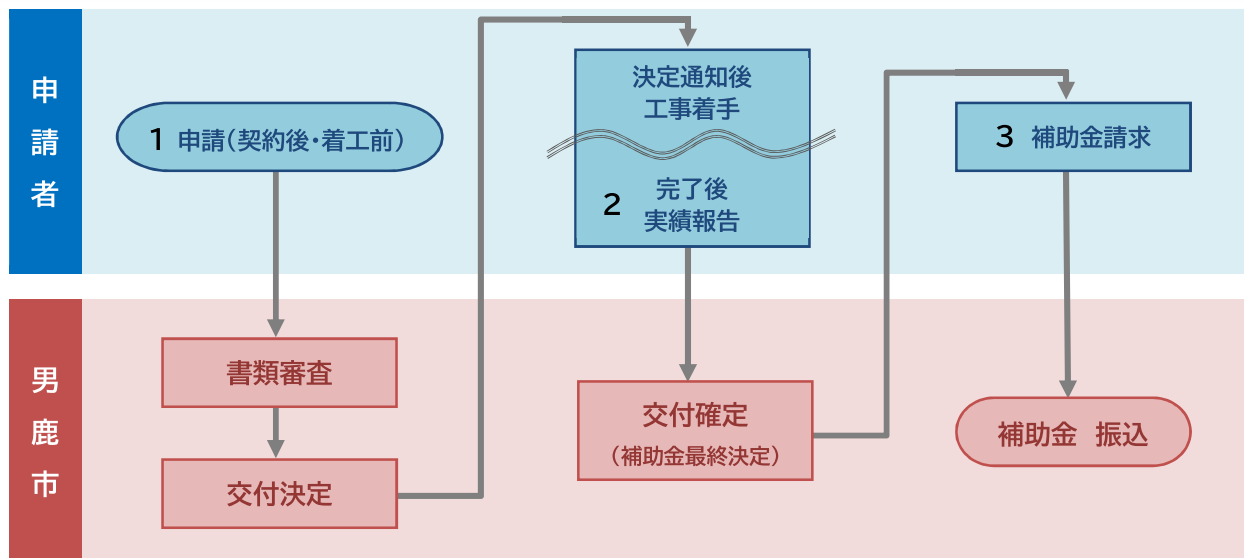 申請者
1 申請(契約後・着工前)
決定通知後
工事着手
2 完了後
実績報告
3 補助金請求
男鹿市
書類審査
交付決定
交付確定
(補助金最終決定)
補助金 振込